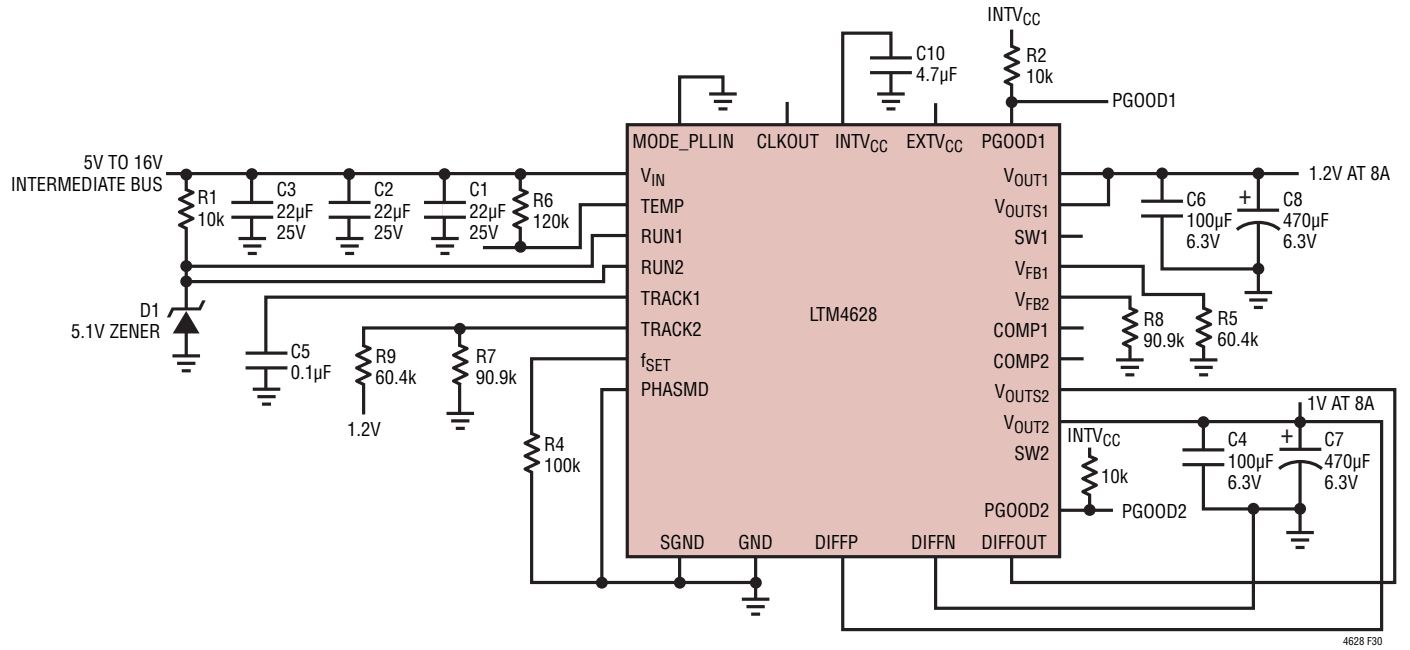 INTVCC
R2
10k
PGOOD1
C10
4.7µF
MODE_PLLIN
CLKOUT
INTVCC
EXTVCC
PGOOD1
5V TO 16V
INTERMEDIATE BUS
R1
10k
C3
22µF
25V
C2
22µF
25V
C1
22µF
25V
R6
120k
D1
5.1V ZENER
C5
0.1µF
R9
60.4k
1.2V
R7
90.9k
R4
100k
VIN
TEMP
RUN1
RUN2
TRACK1
TRACK2
fSET
PHASMD
LTM4628
VOUT1
VOUTS1
SW1
VFB1
VFB2
COMP1
COMP2
VOUTS2
VOUT2
SW2
PGOOD2
SGND
GND
DIFFP
DIFFN
DIFFOUT
1.2V AT 8A
C6
100µF
6.3V
+
C8
470µF
6.3V
R8
90.9k
R5
60.4k
1V AT 8A
INTVCC
10k
PGOOD2
C4
100µF
6.3V
+
C7
470µF
6.3V
4628 F30